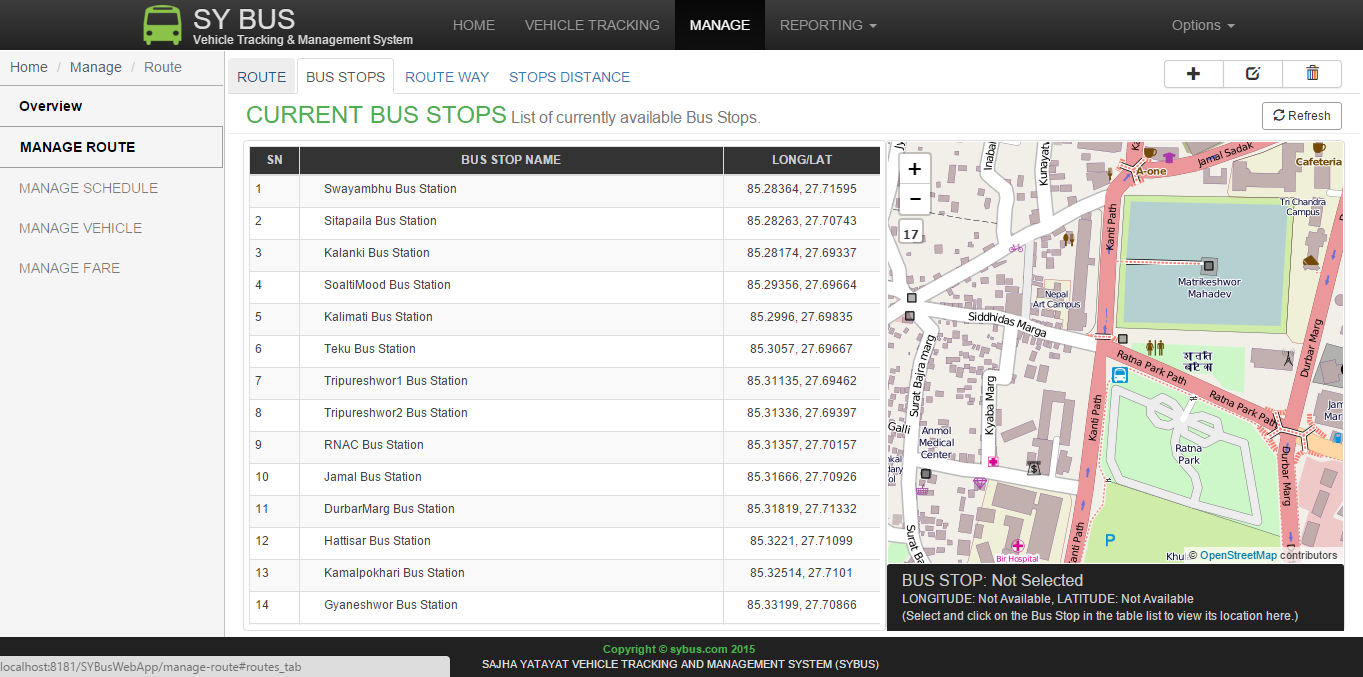 SY BUS
Vehicle Tracking & Management System
HOME
VEHICLE TRACKING
MANAGE
REPORTING
Options
Home / Manage / Route
Overview
MANAGE ROUTE
MANAGE SCHEDULE
MANAGE VEHICLE
MANAGE FARE
ROUTE
BUS STOPS
ROUTE WAY
STOPS DISTANCE
CURRENT BUS STOPS List of currently available Bus Stops.
Refresh
SN BUS STOP NAME LONG/LAT
1 Swayambhu Bus Station 85.28364, 27.71595
2 Sitapaila Bus Station 85.28263, 27.70743
3 Kalanki Bus Station 85.28174, 27.69337
4 SoaltiMood Bus Station 85.29356, 27.69664
5 Kalimati Bus Station 85.2996, 27.69835
6 Teku Bus Station 85.3057, 27.69667
7 Tripureshwor1 Bus Station 85.31135, 27.69462
8 Tripureshwor2 Bus Station 85.31336, 27.69397
9 RNAC Bus Station 85.31357, 27.70157
10 Jamal Bus Station 85.31666, 27.70926
11 DurbarMarg Bus Station 85.31819, 27.71332
12 Hattisar Bus Station 85.3221, 27.71099
13 Kamalpokhari Bus Station 85.32514, 27.7101
14 Gyaneshwor Bus Station 85.33199, 27.70866
+
−
17
Jamal Sadak
A-one
Cafeteria
Tri Chandra
Campus
Kanti Path
Matrikeshwor
Mahadev
Nepal
Art Campus
Siddhidas Marga
Durbar Marg
Ratna Park Path
Ratna Park Path
Surat Bajra marg
Kyaba Marg
Kanti Path
Galli
Anmol
Medical
Center
Ratna
Park
Durbar Marg
Bir Hospital
P
© OpenStreetMap contributors
BUS STOP: Not Selected
LONGITUDE: Not Available, LATITUDE: Not Available
(Select and click on the Bus Stop in the table list to view its location here.)
Copyright © sybus.com 2015
SAJHA YATAYAT VEHICLE TRACKING AND MANAGEMENT SYSTEM (SYBUS)
localhost:8181/SYBusWebApp/manage-route#routes_tab